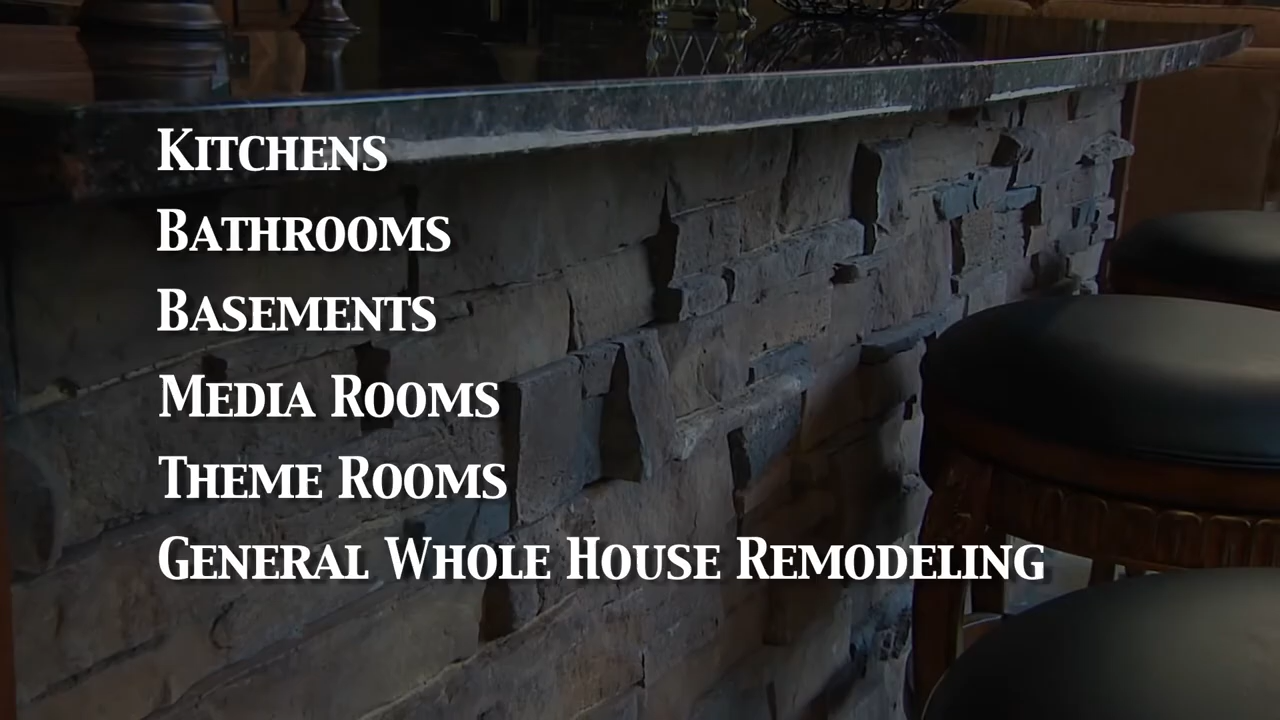 Kitchens
Bathrooms
Basements
Media Rooms
Theme Rooms
General Whole House Remodeling